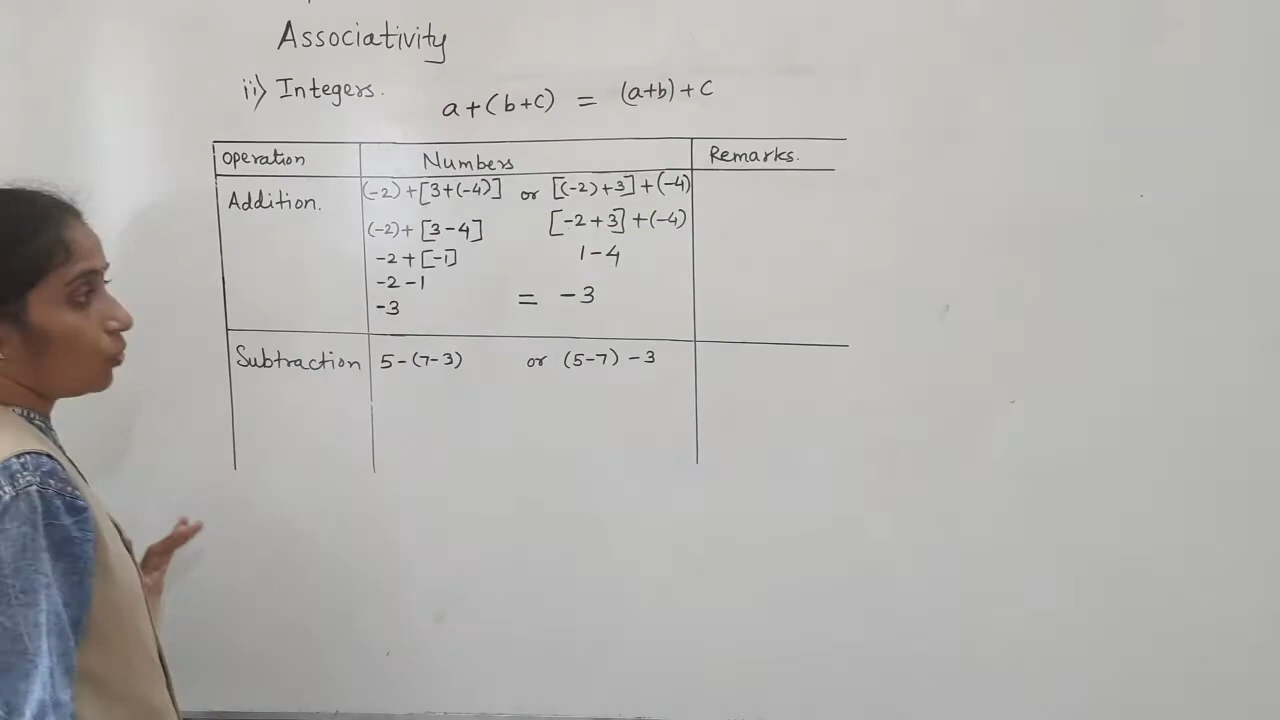 Associativity
ii) Integers.
a+(b+c) = (a+b)+c
Operation Numbers Remarks.
Addition. (-2)+[3+(-4)] or [(-2)+3]+(-4)
(-2)+[3-4] [-2+3]+(-4)
-2+[-1] 1-4
-2-1
-3 = -3
Subtraction 5-(7-3) or (5-7)-3